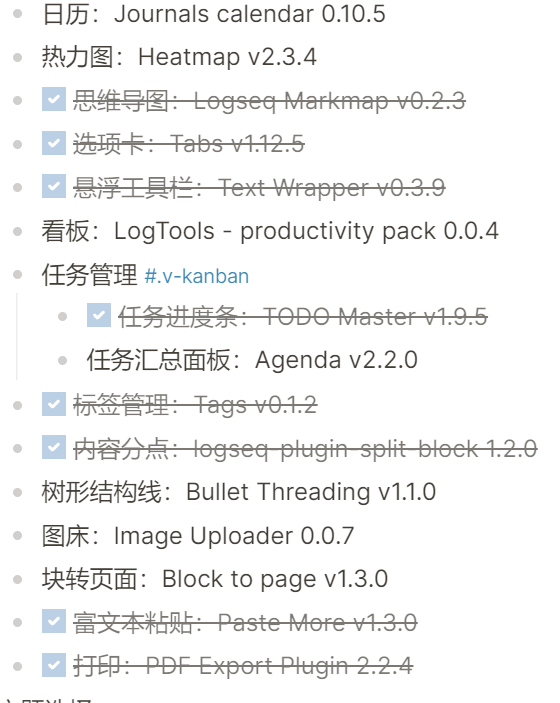 日历：Journals calendar 0.10.5
热力图：Heatmap v2.3.4
思维导图：Logseq Markmap v0.2.3
选项卡：Tabs v1.12.5
悬浮工具栏：Text Wrapper v0.3.9
看板：LogTools - productivity pack 0.0.4
任务管理 #.v-kanban
任务进度条：TODO Master v1.9.5
任务汇总面板：Agenda v2.2.0
标签管理：Tags v0.1.2
内容分点：logseq-plugin-split-block 1.2.0
树形结构线：Bullet Threading v1.1.0
图床：Image Uploader 0.0.7
块转页面：Block to page v1.3.0
富文本粘贴：Paste More v1.3.0
打印：PDF Export Plugin 2.2.4